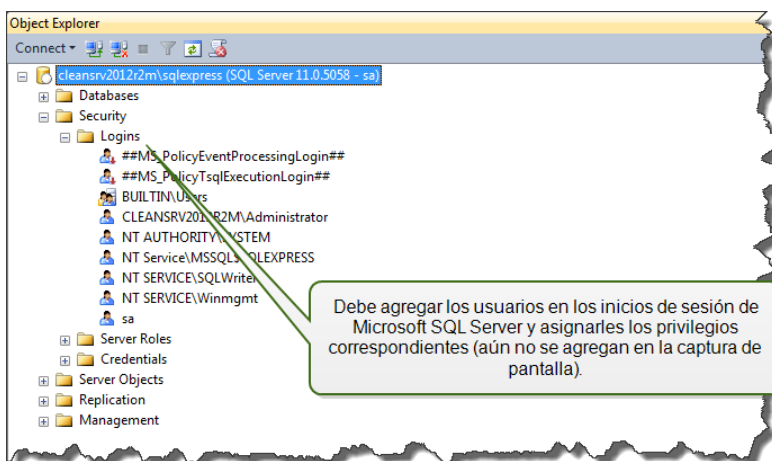 Object Explorer
Connect
cleansrv2012r2m\sqlexpress (SQL Server 11.0.5058 - sa)
Databases
Security
Logins
##MS_PolicyEventProcessingLogin##
##MS_PolicyTsqlExecutionLogin##
BUILTIN\Users
CLEANSRV2012R2M\Administrator
NT AUTHORITY\SYSTEM
NT Service\MSSQL$SQLEXPRESS
NT SERVICE\SQLWriter
NT SERVICE\Winmgmt
sa
Server Roles
Credentials
Server Objects
Replication
Management
Debe agregar los usuarios en los inicios de sesión de
Microsoft SQL Server y asignarles los privilegios
correspondientes (aún no se agregan en la captura de
pantalla).